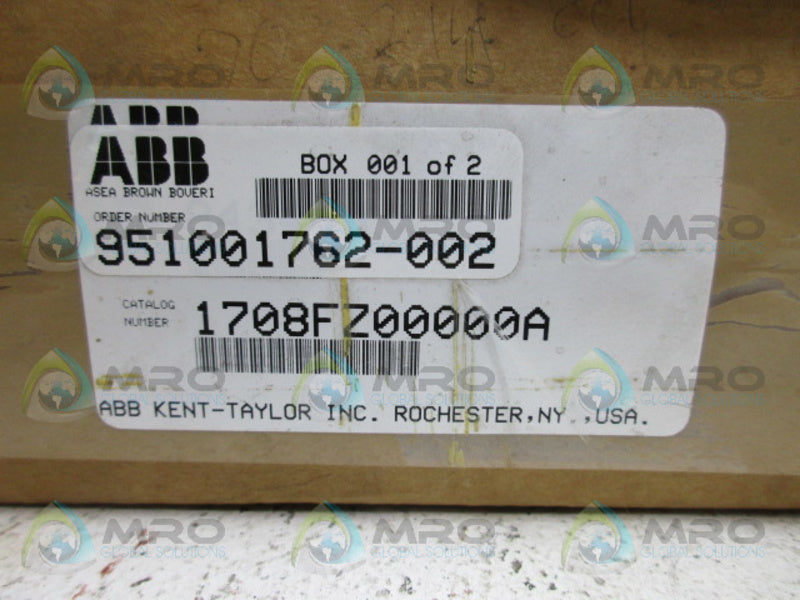 ABB
ABB
ASEA BROWN BOVERI
BOX 001 of 2
ORDER NUMBER
951001762-002
CATALOG
NUMBER
1708FZ00000A
ABB KENT-TAYLOR INC. ROCHESTER,NY.,USA.
MRO
GLOBAL SOLUTIONS